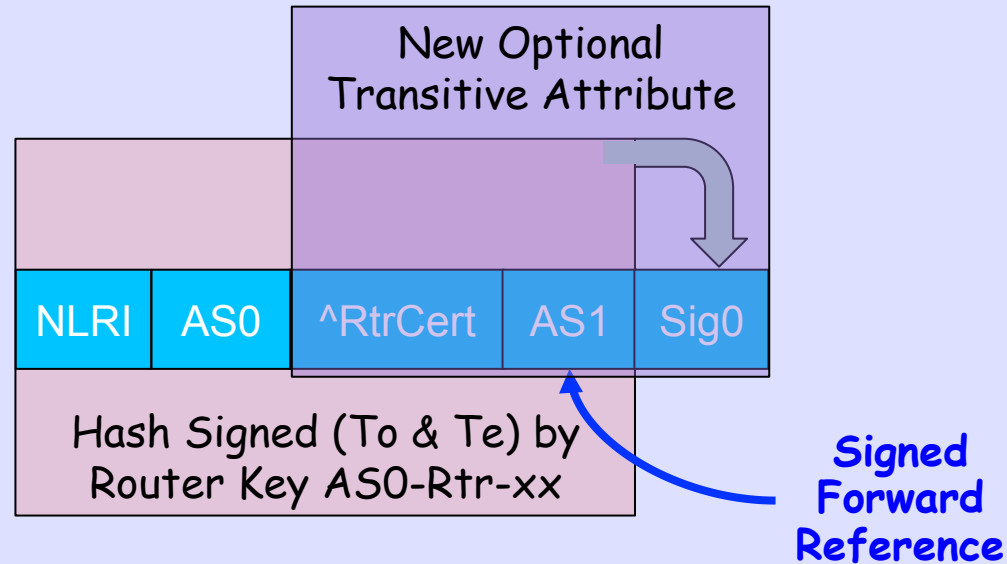 New Optional
Transitive Attribute
NLRI AS0 ^RtrCert AS1 Sig0
Hash Signed (To & Te) by
Router Key AS0-Rtr-xx
Signed
Forward
Reference